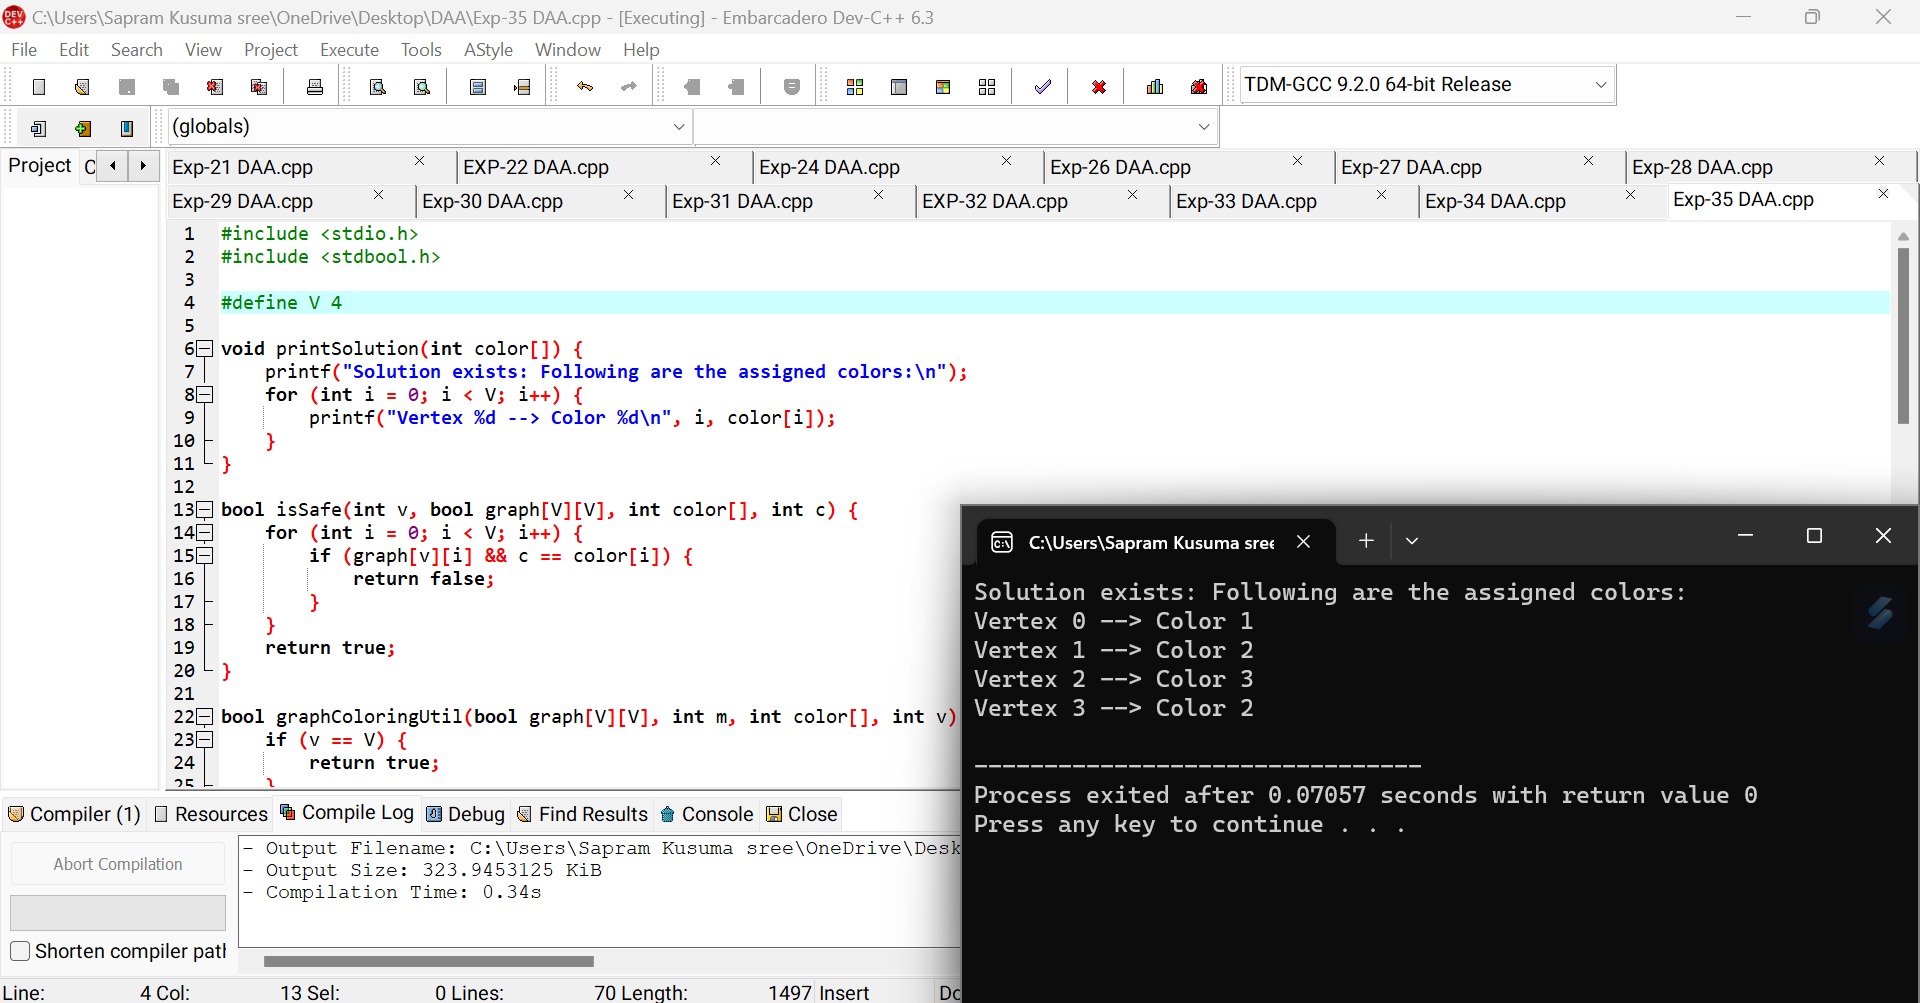 C:\Users\Sapram Kusuma sree\OneDrive\Desktop\DAA\Exp-35 DAA.cpp - [Executing] - Embarcadero Dev-C++ 6.3
File Edit Search View Project Execute Tools AStyle Window Help
TDM-GCC 9.2.0 64-bit Release
(globals)
Project
Exp-21 DAA.cpp EXP-22 DAA.cpp Exp-24 DAA.cpp Exp-26 DAA.cpp Exp-27 DAA.cpp Exp-28 DAA.cpp
Exp-29 DAA.cpp Exp-30 DAA.cpp Exp-31 DAA.cpp EXP-32 DAA.cpp Exp-33 DAA.cpp Exp-34 DAA.cpp Exp-35 DAA.cpp
1 #include <stdio.h>
2 #include <stdbool.h>
3
4 #define V 4
5
6 void printSolution(int color[]) {
7 printf("Solution exists: Following are the assigned colors:\n");
8 for (int i = 0; i < V; i++) {
9 printf("Vertex %d --> Color %d\n", i, color[i]);
10 }
11 }
12
13 bool isSafe(int v, bool graph[V][V], int color[], int c) {
14 for (int i = 0; i < V; i++) {
15 if (graph[v][i] && c == color[i]) {
16 return false;
17 }
18 }
19 return true;
20 }
21
22 bool graphColoringUtil(bool graph[V][V], int m, int color[], int v)
23 if (v == V) {
24 return true;
25 }
C:\Users\Sapram Kusuma sree
Solution exists: Following are the assigned colors:
Vertex 0 --> Color 1
Vertex 1 --> Color 2
Vertex 2 --> Color 3
Vertex 3 --> Color 2
--------------------------------
Process exited after 0.07057 seconds with return value 0
Press any key to continue . . .
Compiler (1) Resources Compile Log Debug Find Results Console Close
Abort Compilation
Shorten compiler path
- Output Filename: C:\Users\Sapram Kusuma sree\OneDrive\Desk
- Output Size: 323.9453125 KiB
- Compilation Time: 0.34s
Line: 4 Col: 13 Sel: 0 Lines: 70 Length: 1497 Insert